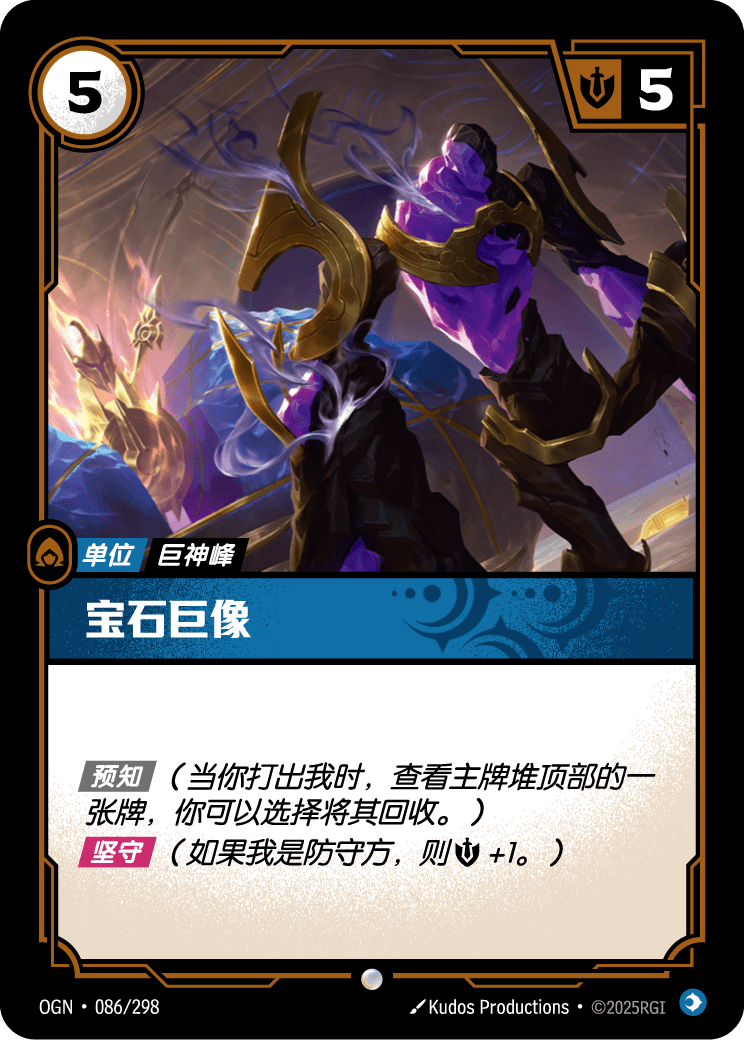 5
5
单位 巨神峰
宝石巨像
预知（当你打出我时，查看主牌堆顶部的一
张牌，你可以选择将其回收。）
坚守（如果我是防守方，则 +1。）
OGN • 086/298
Kudos Productions • ©2025RGI